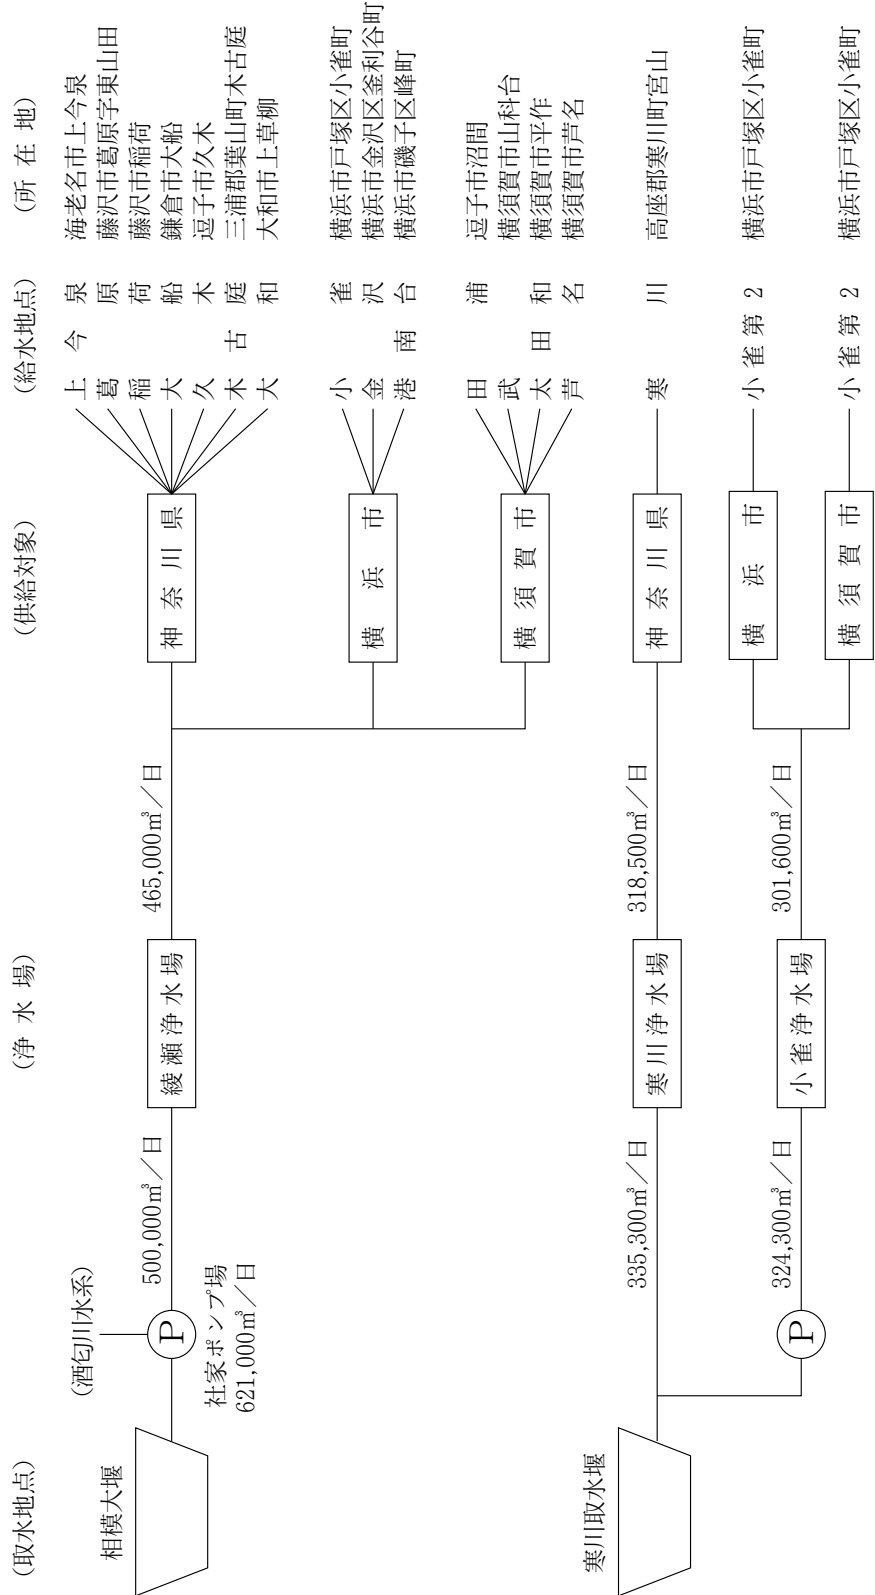 (取水地点)
(浄水場)
(供給対象)
(給水地点)
(所在地)
相模大堰
(酒匂川水系)
P
社家ポンプ場
621,000㎥／日
500,000㎥／日
綾瀬浄水場
465,000㎥／日
神奈川県
上今泉 海老名市上今泉
葛原 藤沢市葛原字東山田
稲荷 藤沢市稲荷
大船 鎌倉市大船
久木 逗子市久木
木古庭 三浦郡葉山町木古庭
大和 大和市上草柳
横浜市
小雀 横浜市戸塚区小雀町
金沢 横浜市金沢区釜利谷町
港南台 横浜市磯子区峰町
横須賀市
田浦 逗子市沼間
武 横須賀市山科台
太田和 横須賀市平作
芦名 横須賀市芦名
寒川取水堰
335,300㎥／日
寒川浄水場
318,500㎥／日
神奈川県
寒川 高座郡寒川町宮山
P
324,300㎥／日
小雀浄水場
301,600㎥／日
横浜市
小雀第2 横浜市戸塚区小雀町
横須賀市
小雀第2 横浜市戸塚区小雀町